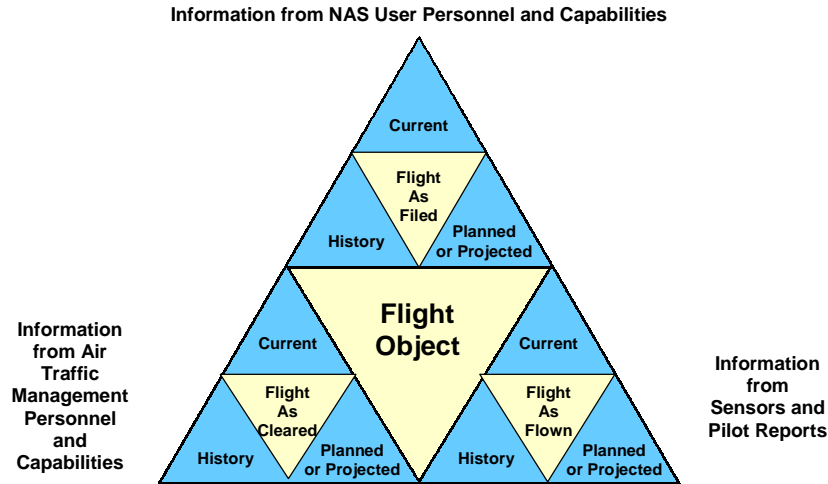 Information from NAS User Personnel and Capabilities
Current
Flight
As
Filed
History
Planned
or Projected
Flight
Object
Information
from Air
Traffic
Management
Personnel
and
Capabilities
Current
Flight
As
Cleared
History
Planned
or Projected
Current
Flight
As
Flown
History
Planned
or Projected
Information
from
Sensors and
Pilot Reports